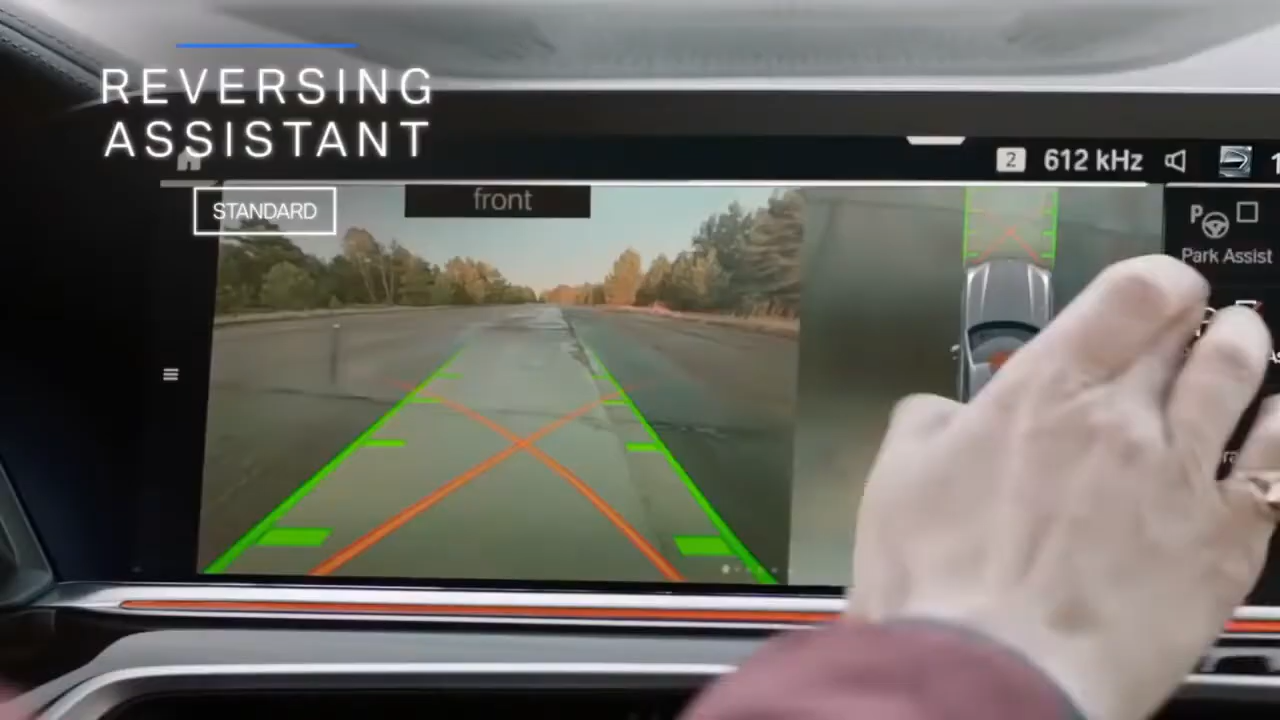 REVERSING
ASSISTANT
STANDARD
front
2 612 kHz
P
Park Assist